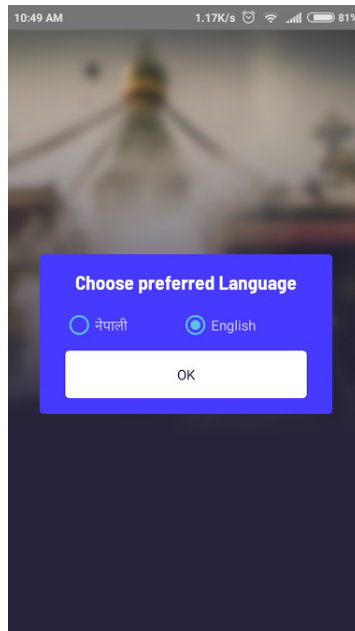 10:49 AM 1.17K/s 81%
Choose preferred Language
नेपाली English
OK